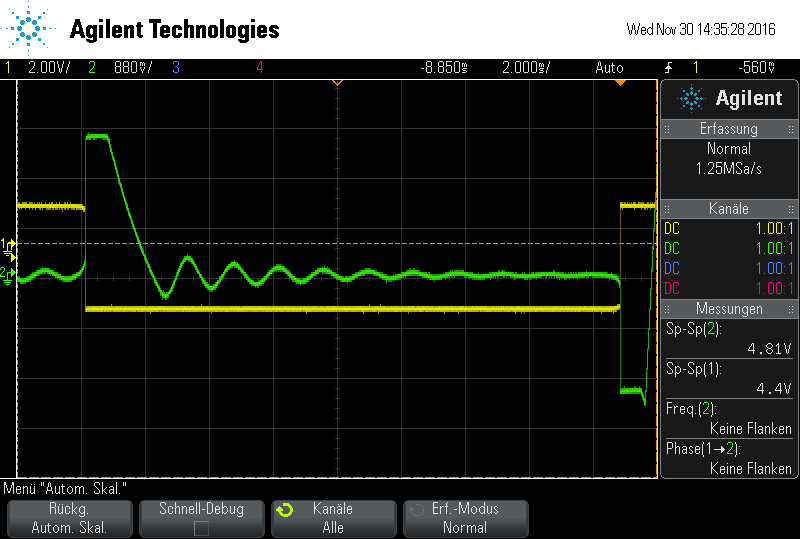 Agilent Technologies
Wed Nov 30 14:35:28 2016
1 2.00V/ 2 880mV/ 3 4 -8.850ms 2.000ms/ Auto 1 -560mV
Agilent
Erfassung
Normal
1.25MSa/s
Kanäle
DC 1.00:1
DC 1.00:1
DC 1.00:1
DC 1.00:1
Messungen
Sp-Sp(2):
4.81V
Sp-Sp(1):
4.4V
Freq.(2):
Keine Flanken
Phase(1→2):
Keine Flanken
1
2
Menü "Autom. Skal."
Rückg.
Autom. Skal.
Schnell-Debug
Kanäle
Alle
Erf.-Modus
Normal